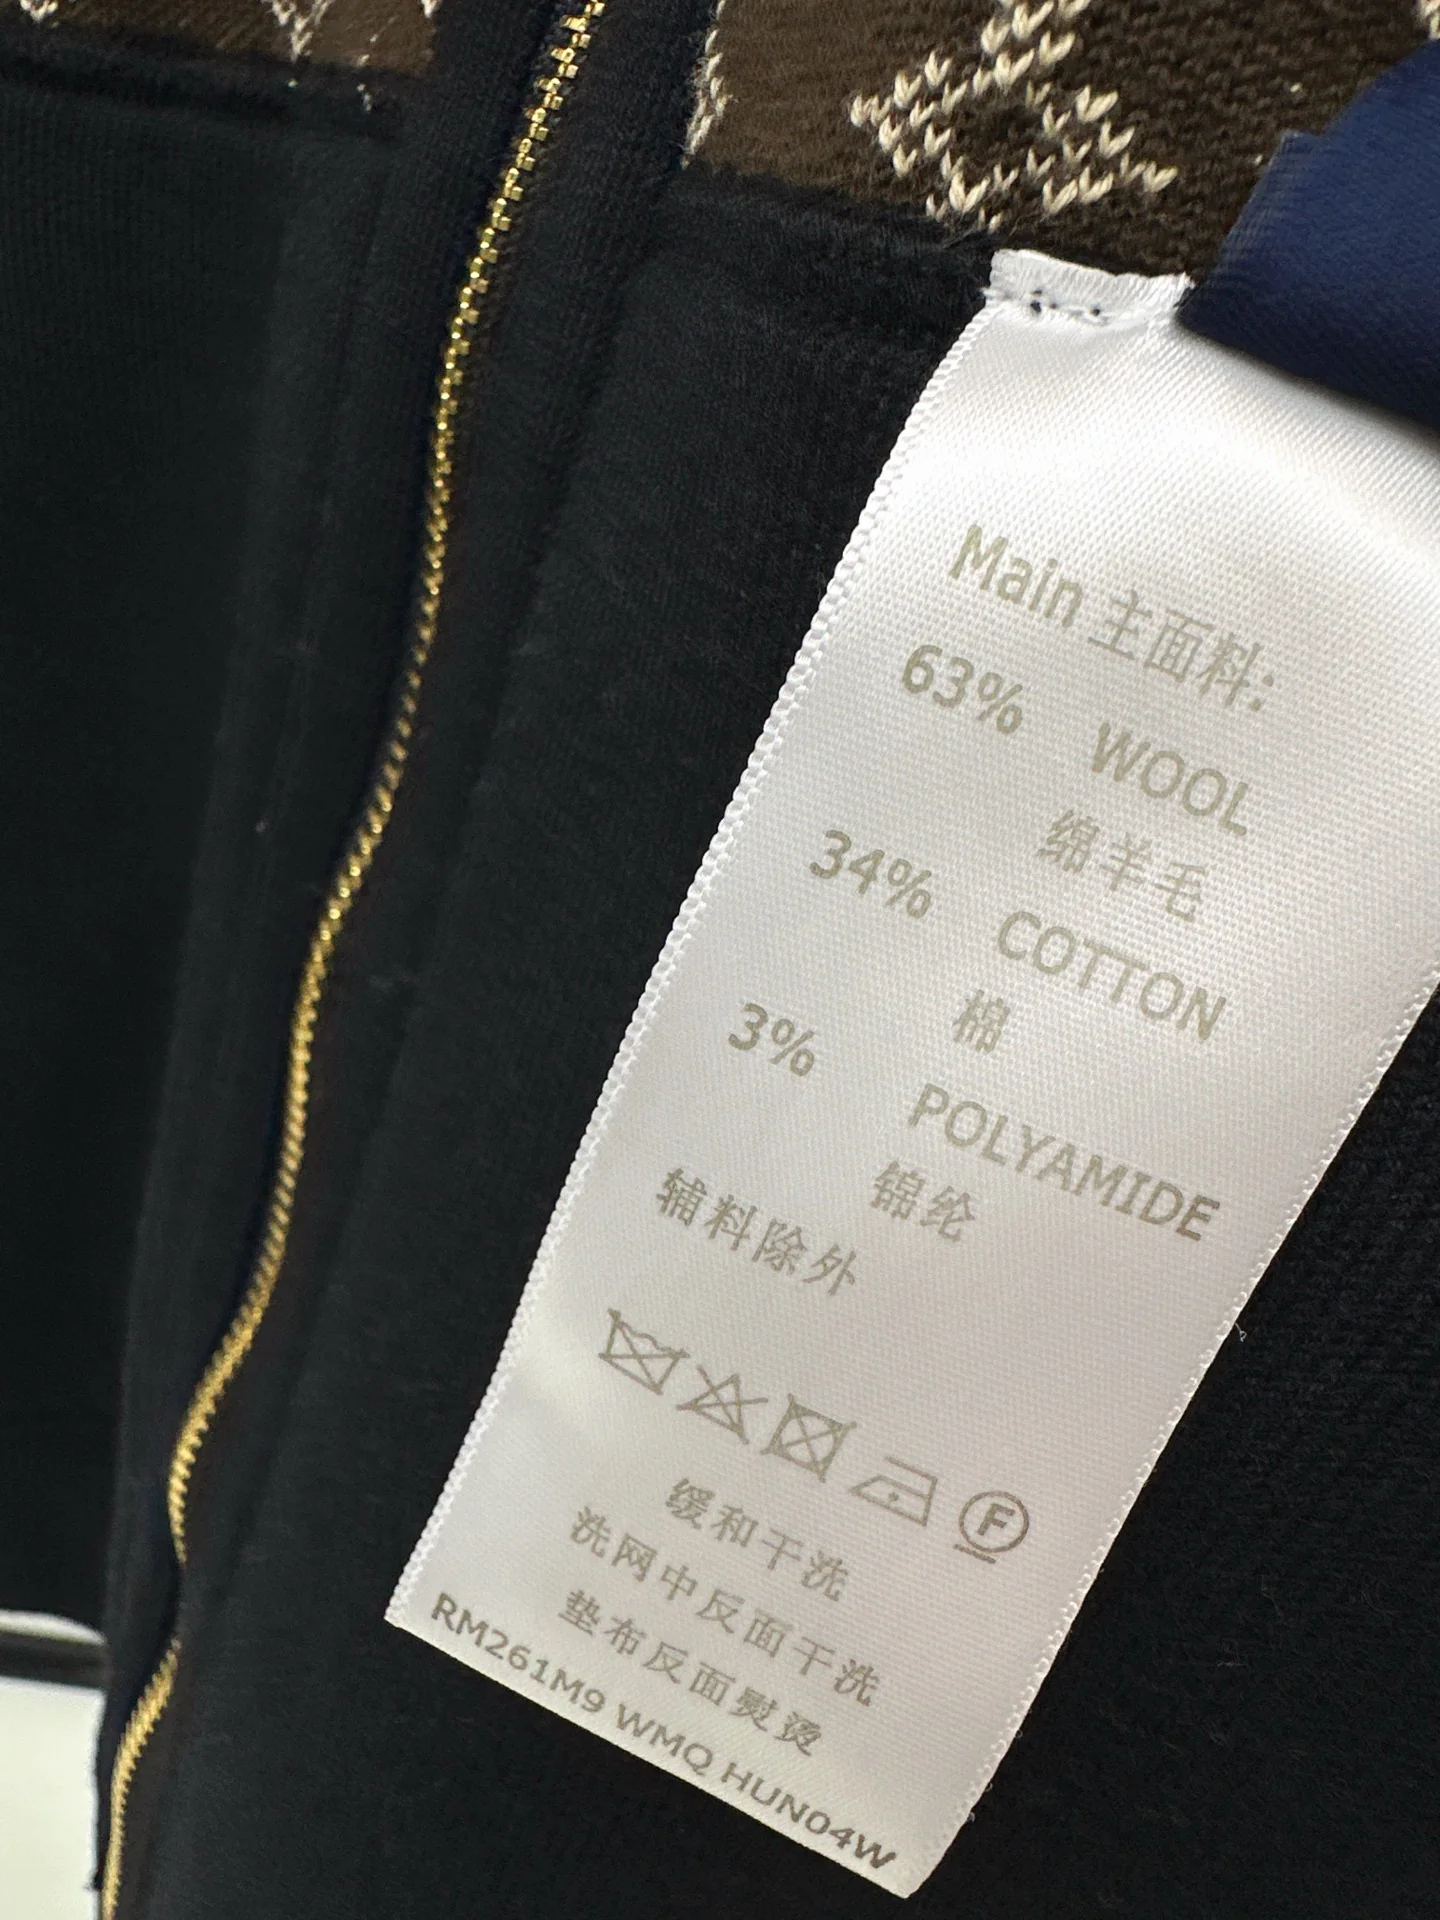 Main 主面料:
63% WOOL
绵羊毛
34% COTTON
棉
3% POLYAMIDE
锦纶
辅料除外
F
缓和干洗
洗网中反面干洗
垫布反面熨烫
RM261M9 WMQ HUN04W